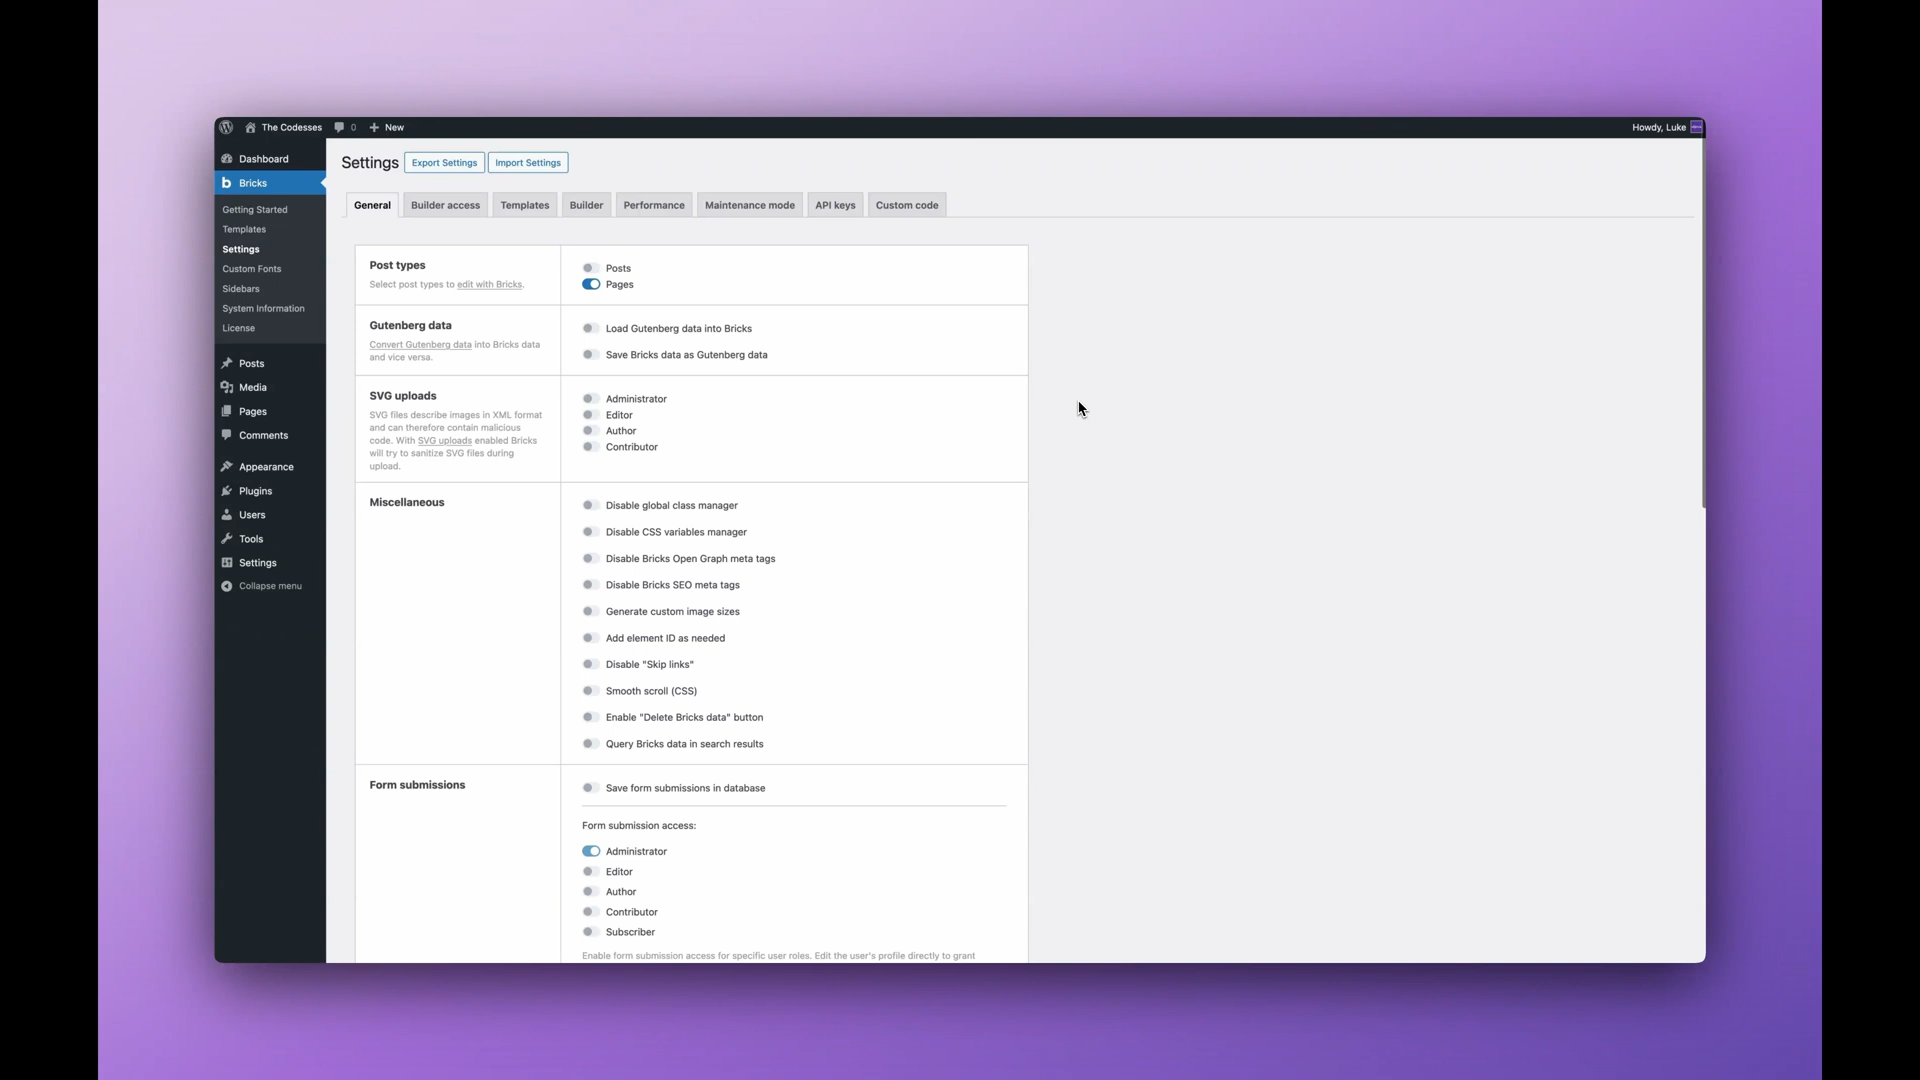 The Codesses 0 New Howdy, Luke
Dashboard
Bricks
Getting Started
Templates
Settings
Custom Fonts
Sidebars
System Information
License
Posts
Media
Pages
Comments
Appearance
Plugins
Users
Tools
Settings
Collapse menu
Settings Export Settings Import Settings
General Builder access Templates Builder Performance Maintenance mode API keys Custom code
Post types
Select post types to edit with Bricks.
Posts
Pages
Gutenberg data
Convert Gutenberg data into Bricks data
and vice versa.
Load Gutenberg data into Bricks
Save Bricks data as Gutenberg data
SVG uploads
SVG files describe images in XML format
and can therefore contain malicious
code. With SVG uploads enabled Bricks
will try to sanitize SVG files during
upload.
Administrator
Editor
Author
Contributor
Miscellaneous
Disable global class manager
Disable CSS variables manager
Disable Bricks Open Graph meta tags
Disable Bricks SEO meta tags
Generate custom image sizes
Add element ID as needed
Disable "Skip links"
Smooth scroll (CSS)
Enable "Delete Bricks data" button
Query Bricks data in search results
Form submissions
Save form submissions in database
Form submission access:
Administrator
Editor
Author
Contributor
Subscriber
Enable form submission access for specific user roles. Edit the user's profile directly to grant